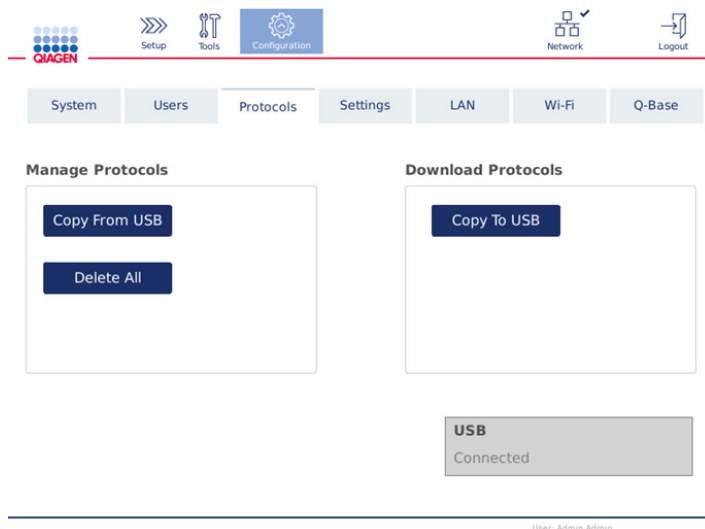 QIAGEN
Setup
Tools
Configuration
Network
Logout
System
Users
Protocols
Settings
LAN
Wi-Fi
Q-Base
Manage Protocols
Download Protocols
Copy From USB
Copy To USB
Delete All
USB
Connected
User: Admin Admin